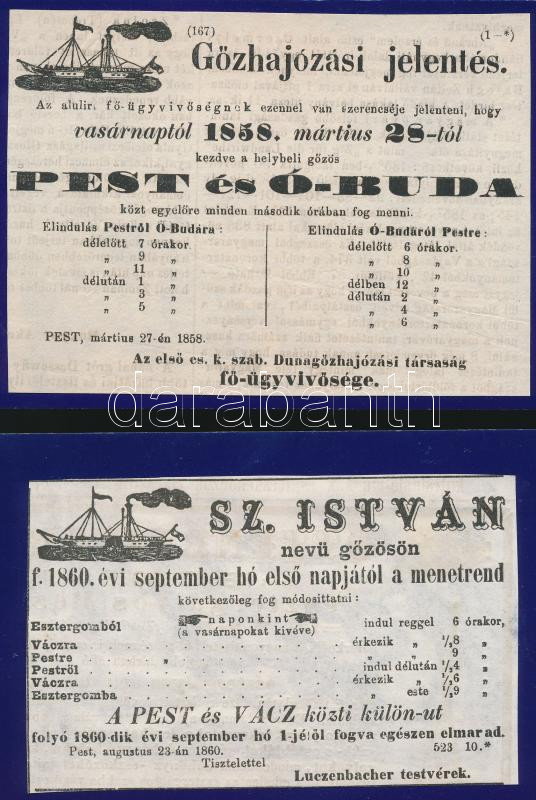 (167)
(1—*)
Gőzhajózási jelentés.
Az alulirt fő-ügyvivőségnek ezennel van szerencséje jelenteni, hogy
vasárnaptól 1858. március 28-tól
kezdve a helybeli gőzös
PEST és Ó-BUDA
közt egyelőre minden második órában fog menni.
Elindulás Pestről Ó-Budára :
délelőtt 7 órakor.
„ 9 „
„ 11 „
délután 1 „
„ 3 „
„ 5 „
Elindulás Ó-Budáról Pestre :
délelőtt 6 órakor.
„ 8 „
„ 10 „
délben 12 „
délután 2 „
„ 4 „
„ 6 „
PEST, március 27-én 1858.
Az első cs. k. szab. Dunagőzhajózási társaság
fő-ügyvivősége.
darabanth
SZ. ISTVÁN
nevü gőzösön
f. 1860. évi september hó első napjától a menetrend
következőleg fog módosittatni :
naponkint
(a vasárnapokat kivéve)
Esztergomból indul reggel 6 órakor,
Váczra érkezik „ ½8 „
Pestre „ „ 9 „
Pestről indul délután ½4 „
Váczra érkezik „ ½6 „
Esztergomba „ este ½9 „
A PEST és VÁCZ közti külön-ut
folyó 1860-dik évi september hó 1-jétől fogva egészen elmarad.
Pest, augusztus 23-án 1860.
523 10.*
Tisztelettel
Luczenbacher testvérek.